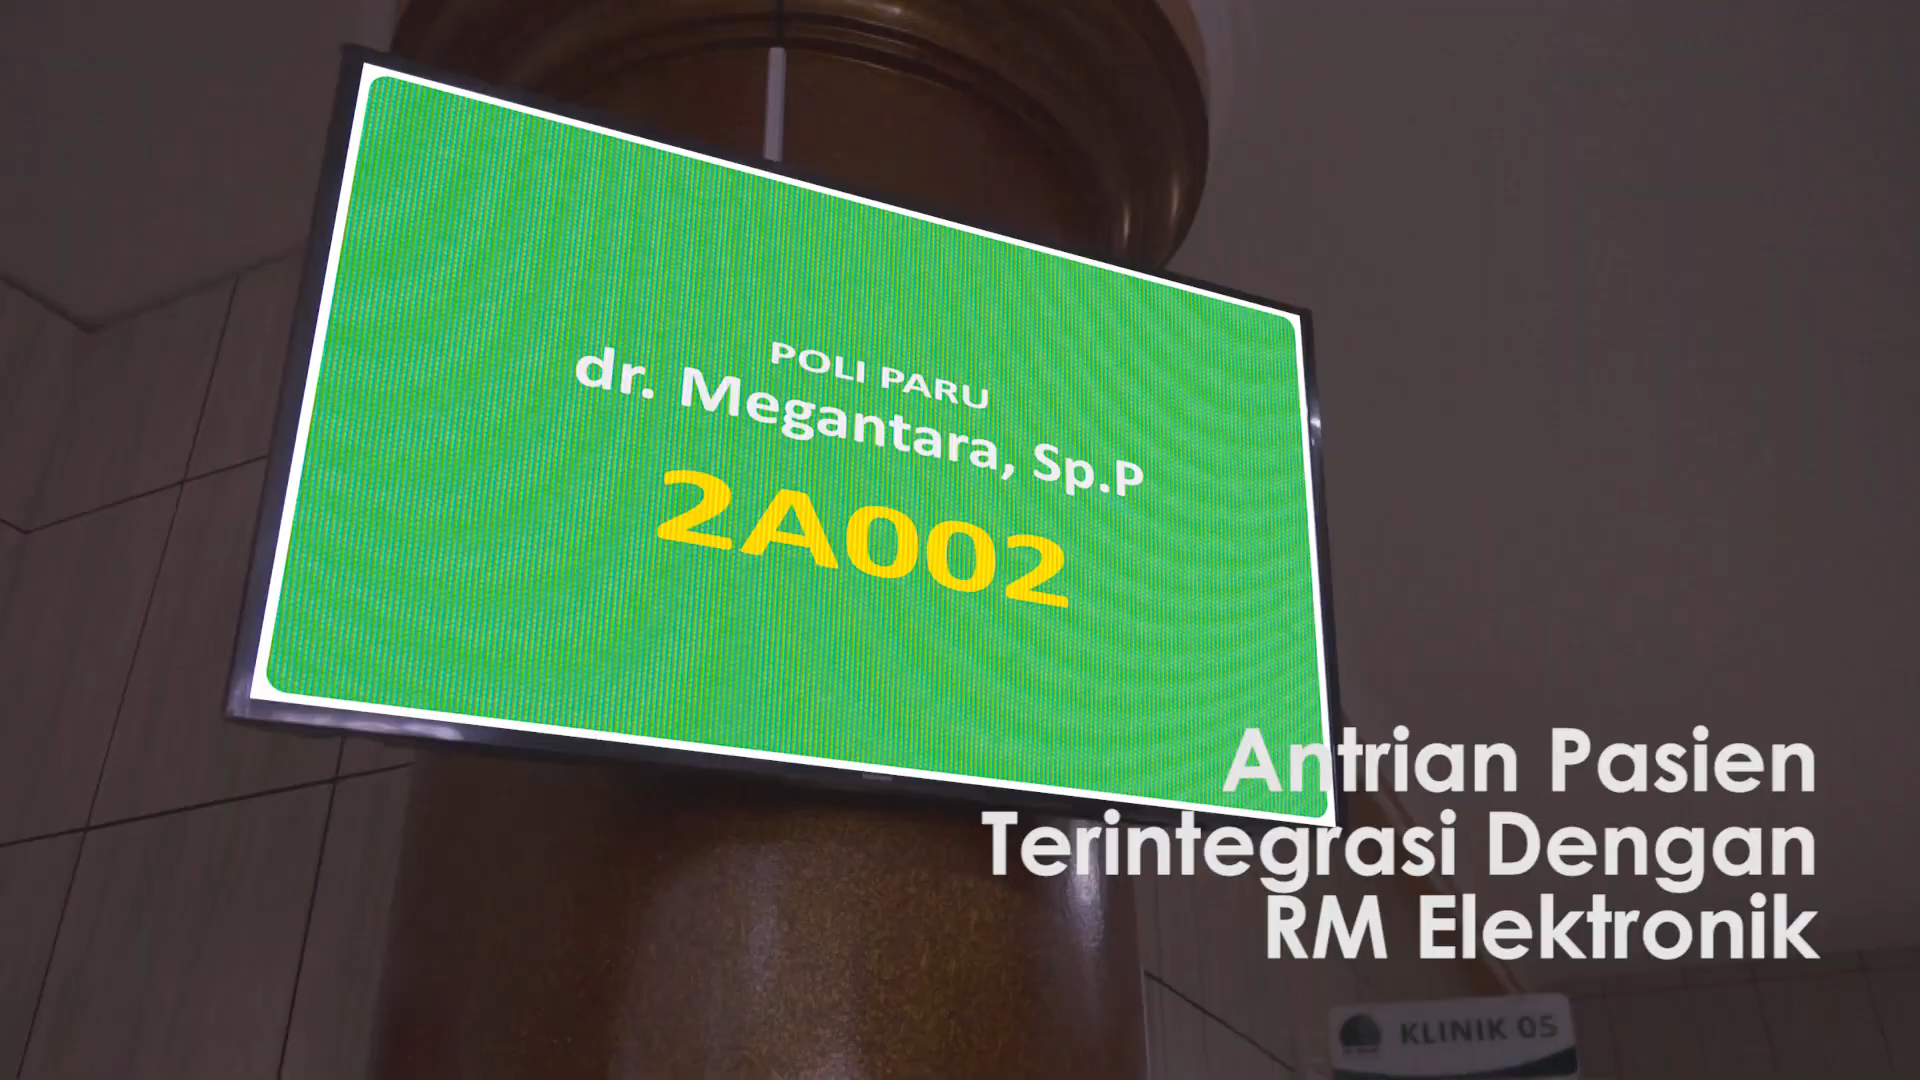 POLI PARU
dr. Megantara, Sp.P
2A002
Antrian Pasien
Terintegrasi Dengan
RM Elektronik
KLINIK 05